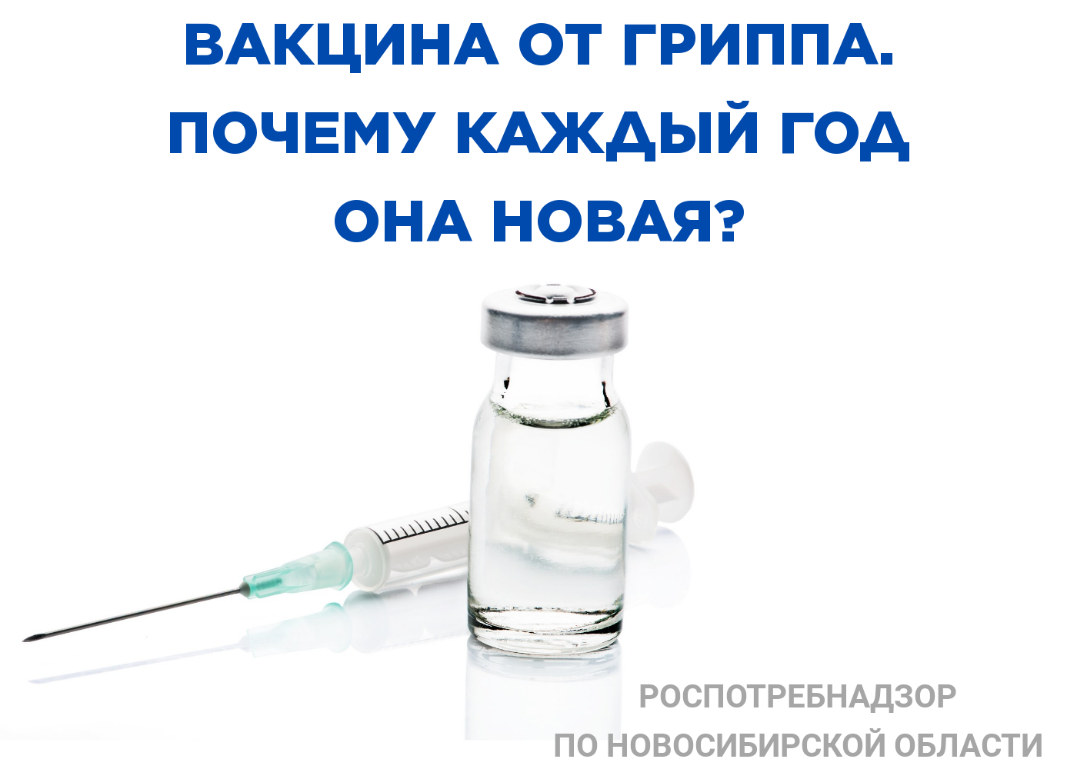 ВАКЦИНА ОТ ГРИППА.
ПОЧЕМУ КАЖДЫЙ ГОД
ОНА НОВАЯ?
РОСПОТРЕБНАДЗОР
ПО НОВОСИБИРСКОЙ ОБЛАСТИ